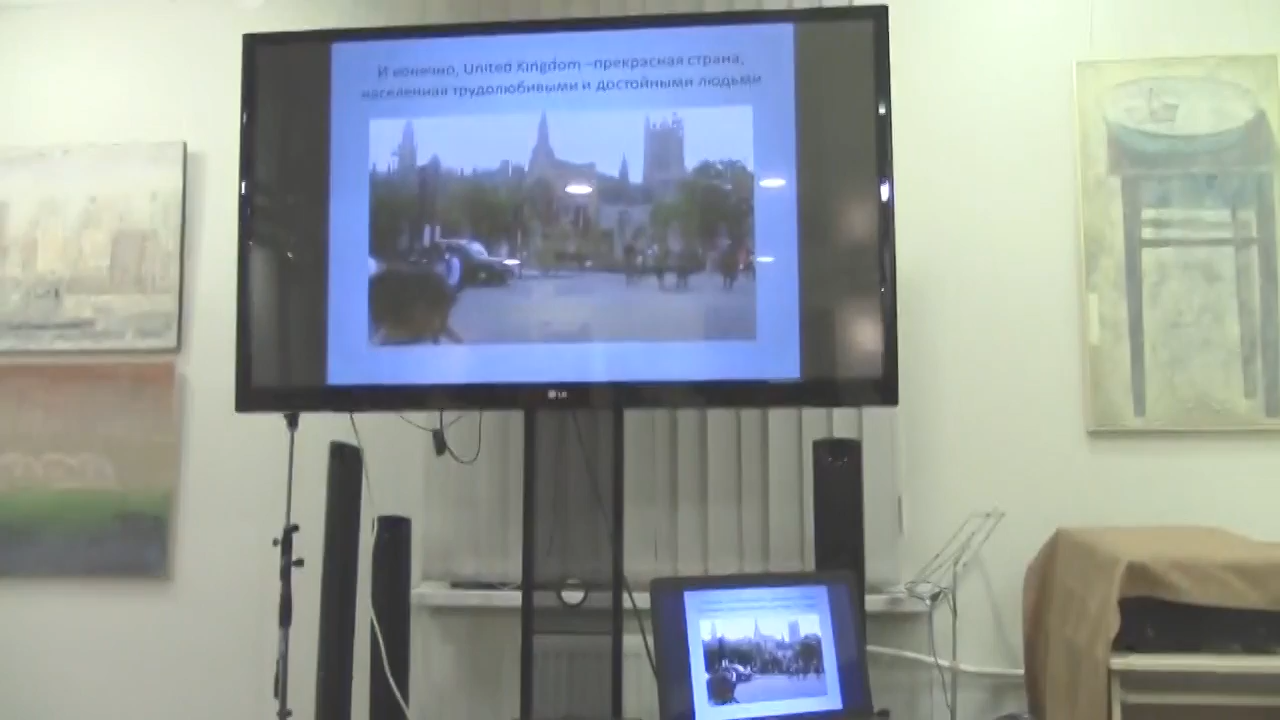 И конечно, United Kingdom –прекрасная страна,
населенная трудолюбивыми и достойными людьми
LG